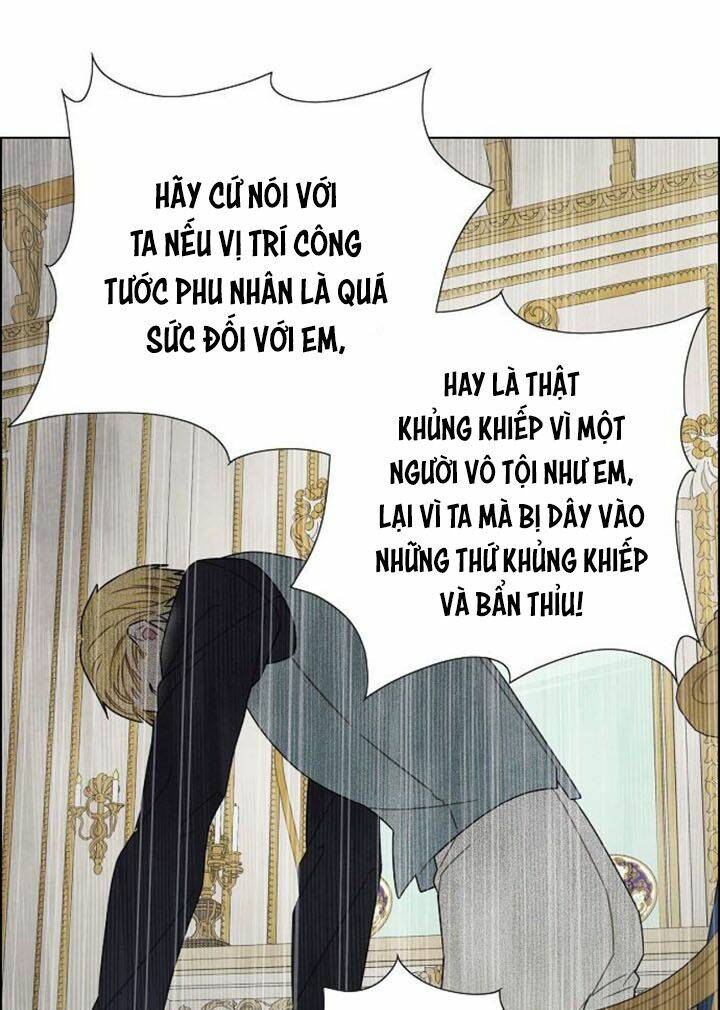 HÃY CỨ NÓI VỚI
TA NẾU VỊ TRÍ CÔNG
TƯỚC PHU NHÂN LÀ QUÁ
SỨC ĐỐI VỚI EM,
HAY LÀ THẬT
KHỦNG KHIẾP VÌ MỘT
NGƯỜI VÔ TỘI NHƯ EM,
LẠI VÌ TA MÀ BỊ DÂY VÀO
NHỮNG THỨ KHỦNG KHIẾP
VÀ BẨN THỈU!